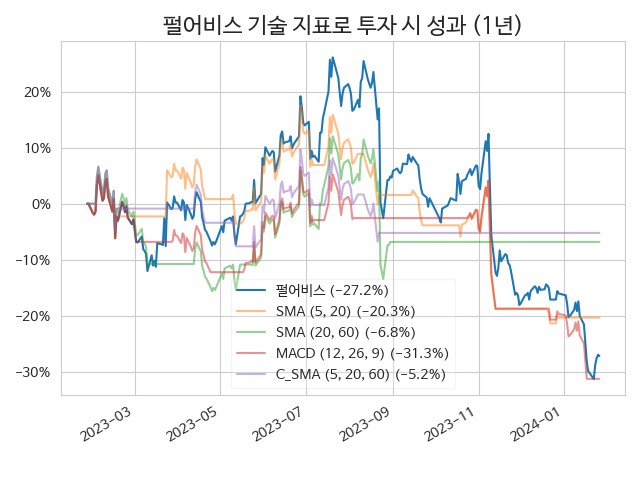 펄어비스 기술 지표로 투자 시 성과 (1년)
20%
10%
0%
−10%
−20%
−30%
펄어비스 (−27.2%)
SMA (5, 20) (−20.3%)
SMA (20, 60) (−6.8%)
MACD (12, 26, 9) (−31.3%)
C_SMA (5, 20, 60) (−5.2%)
2023−03
2023−05
2023−07
2023−09
2023−11
2024−01